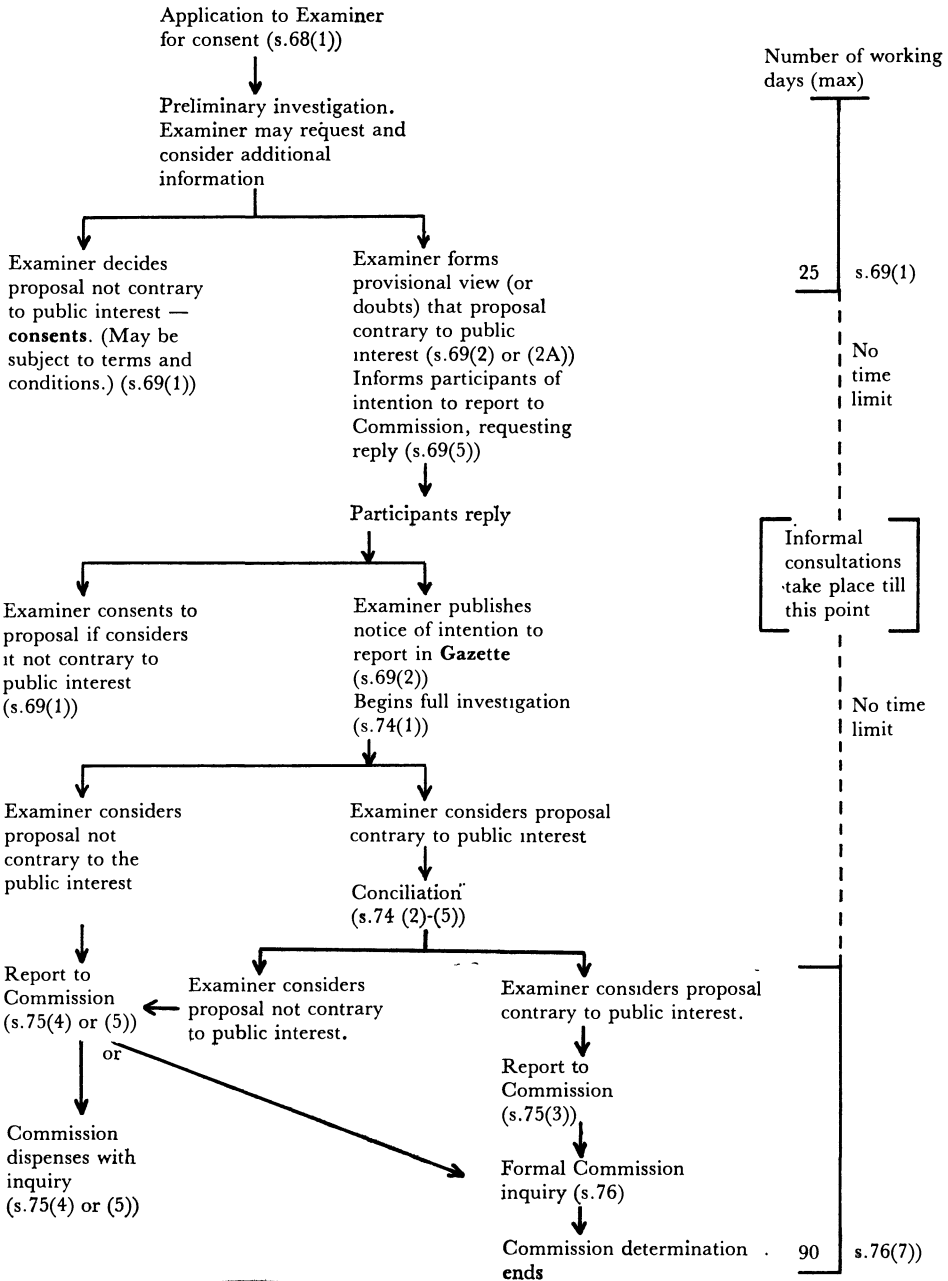 Application to Examiner
for consent (s.68(1))
Number of working
days (max)
Preliminary investigation.
Examiner may request and
consider additional
information
Examiner decides
proposal not contrary
to public interest —
consents. (May be
subject to terms and
conditions.) (s.69(1))
Examiner forms
provisional view (or
doubts) that proposal
contrary to public
interest (s.69(2) or (2A))
Informs participants of
intention to report to
Commission, requesting
reply (s.69(5))
25 s.69(1)
No
time
limit
Participants reply
Informal
consultations
take place till
this point
Examiner consents to
proposal if considers
it not contrary to
public interest
(s.69(1))
Examiner publishes
notice of intention to
report in Gazette
(s.69(2))
Begins full investigation
(s.74(1))
No time
limit
Examiner considers
proposal not
contrary to the
public interest
Examiner considers proposal
contrary to public interest
Conciliation
(s.74 (2)-(5))
Report to
Commission
(s.75(4) or (5))
or
Examiner considers
proposal not contrary
to public interest.
Examiner considers proposal
contrary to public interest.
Report to
Commission
(s.75(3))
Commission
dispenses with
inquiry
(s.75(4) or (5))
Formal Commission
inquiry (s.76)
Commission determination
ends
90 s.76(7))